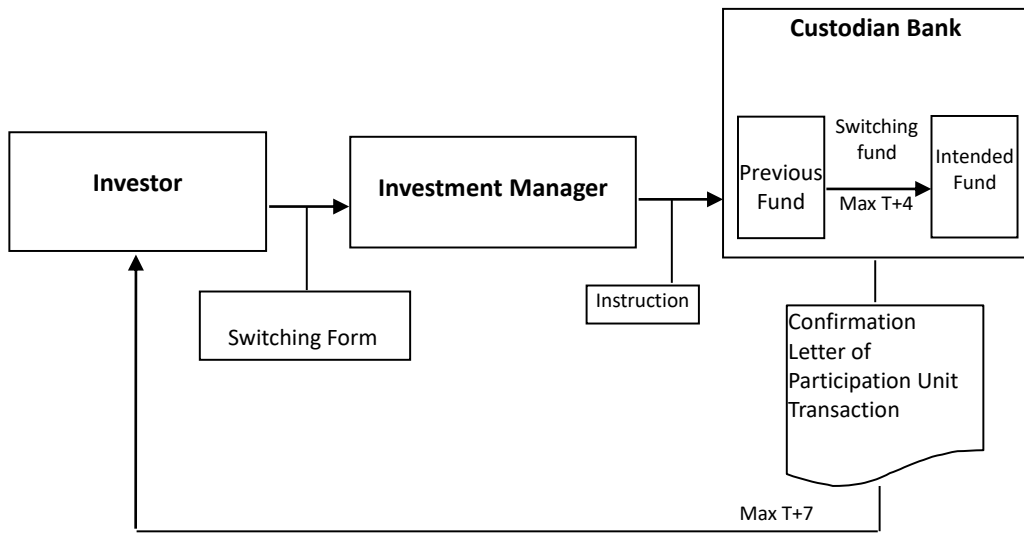 Custodian Bank
Investor
Investment Manager
Previous
Fund
Switching
fund
Max T+4
Intended
Fund
Switching Form
Instruction
Confirmation
Letter of
Participation Unit
Transaction
Max T+7